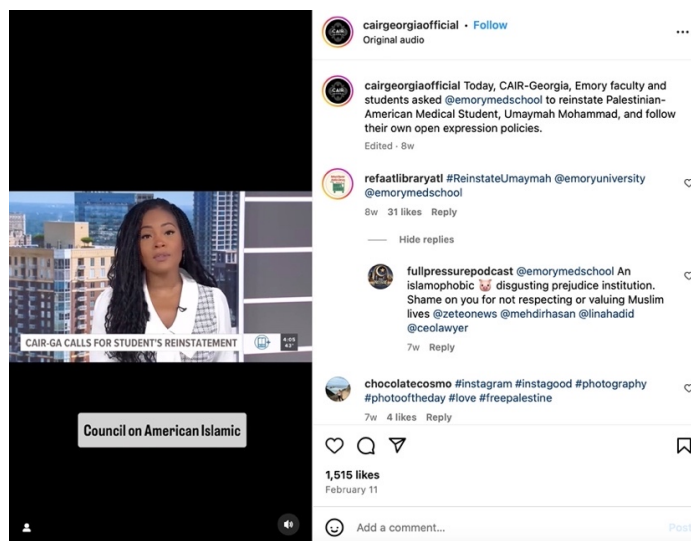 cairgeorgiaofficial • Follow
Original audio
cairgeorgiaofficial Today, CAIR-Georgia, Emory faculty and
students asked @emorymedschool to reinstate Palestinian-
American Medical Student, Umaymah Mohammad, and follow
their own open expression policies.
Edited · 8w
refaatlibraryatl #ReinstateUmaymah @emoryuniversity
@emorymedschool
8w 31 likes Reply
Hide replies
fullpressurepodcast @emorymedschool An
islamophobic 🐷 disgusting prejudice institution.
Shame on you for not respecting or valuing Muslim
lives @zeteonews @mehdirhasan @linahadid
@ceolawyer
7w Reply
chocolatecosmo #instagram #instagood #photography
#photooftheday #love #freepalestine
7w 4 likes Reply
1,515 likes
February 11
Add a comment...
Post
CAIR-GA CALLS FOR STUDENT'S REINSTATEMENT
4:05
43°
Council on American Islamic